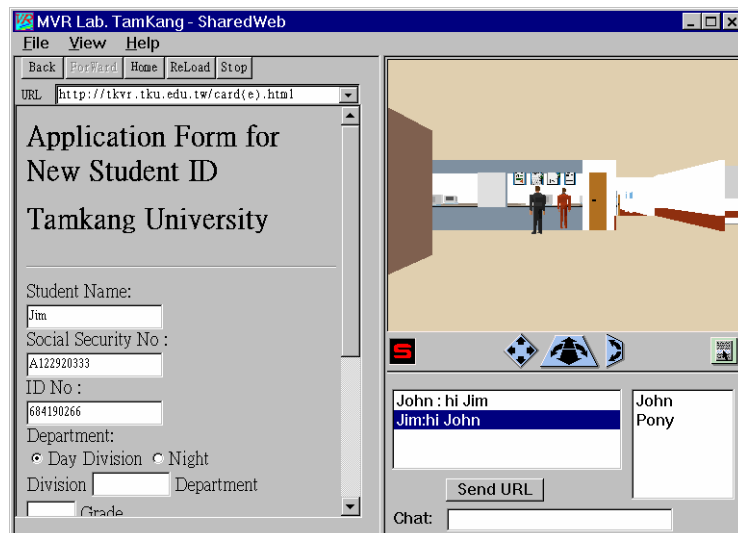 MVR Lab. TamKang - SharedWeb
File View Help
Back ForWard Home ReLoad Stop
URL http://tkvr.tku.edu.tw/card(e).html
Application Form for
New Student ID
Tamkang University
Student Name:
Jim
Social Security No :
A122920333
ID No :
684190266
Department:
Day Division Night
Division Department
Grade
S
John : hi Jim
Jim:hi John
John
Pony
Send URL
Chat: